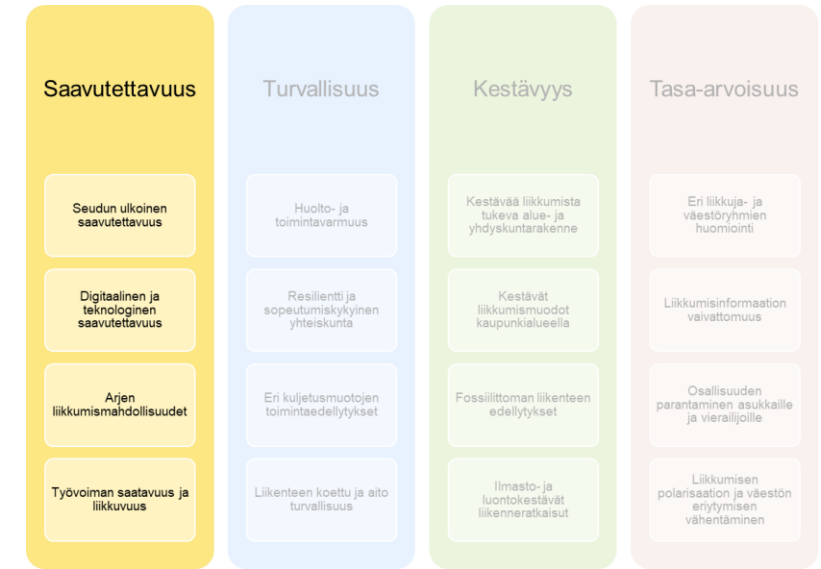 Saavutettavuus
Seudun ulkoinen
saavutettavuus
Digitaalinen ja
teknologinen
saavutettavuus
Arjen
liikkumismahdollisuudet
Työvoiman saatavuus ja
liikkuvuus
Turvallisuus
Huolto- ja
toimintavarmuus
Resilientti ja
sopeutumiskykyinen
yhteiskunta
Eri kuljetusmuotojen
toimintaedellytykset
Liikenteen koettu ja aito
turvallisuus
Kestävyys
Kestävää liikkumista
tukeva alue- ja
yhdyskuntarakenne
Kestävät
liikkumismuodot
kaupunkialueella
Fossiilittoman liikenteen
edellytykset
Ilmasto- ja
luontokestävät
liikenneratkaisut
Tasa-arvoisuus
Eri liikkuja- ja
väestöryhmien
huomiointi
Liikkumisinformaation
vaivattomuus
Osallisuuden
parantaminen asukkaille
ja vierailijoille
Liikkumisen
polarisaation ja väestön
eriytymisen
vähentäminen